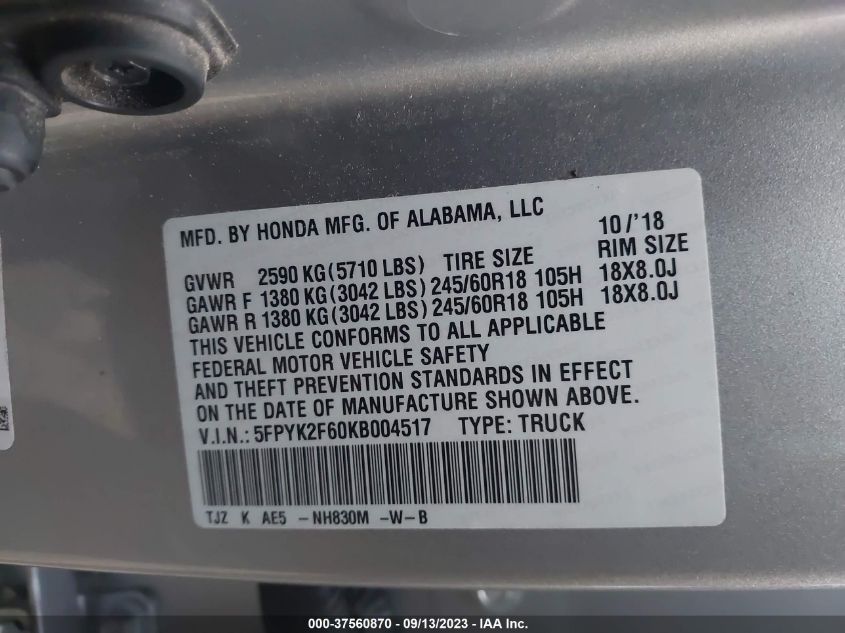 MFD. BY HONDA MFG. OF ALABAMA, LLC 10/'18
GVWR 2590 KG (5710 LBS) TIRE SIZE RIM SIZE
GAWR F 1380 KG (3042 LBS) 245/60R18 105H 18X8.0J
GAWR R 1380 KG (3042 LBS) 245/60R18 105H 18X8.0J
THIS VEHICLE CONFORMS TO ALL APPLICABLE
FEDERAL MOTOR VEHICLE SAFETY
AND THEFT PREVENTION STANDARDS IN EFFECT
ON THE DATE OF MANUFACTURE SHOWN ABOVE.
V.I.N.: 5FPYK2F60KB004517 TYPE: TRUCK
TJZ K AE5 -NH830M -W-B
000-37560870 / 09/13/2023 - IAA Inc.